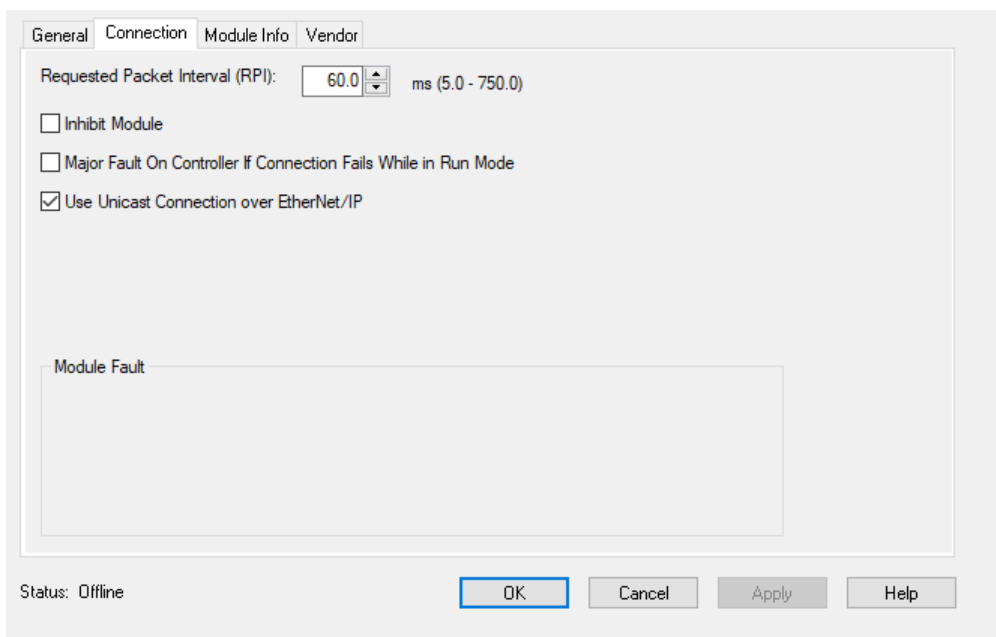 General Connection Module Info Vendor
Requested Packet Interval (RPI): 60.0 ms (5.0 - 750.0)
Inhibit Module
Major Fault On Controller If Connection Fails While in Run Mode
Use Unicast Connection over EtherNet/IP
Module Fault
Status: Offline OK Cancel Apply Help